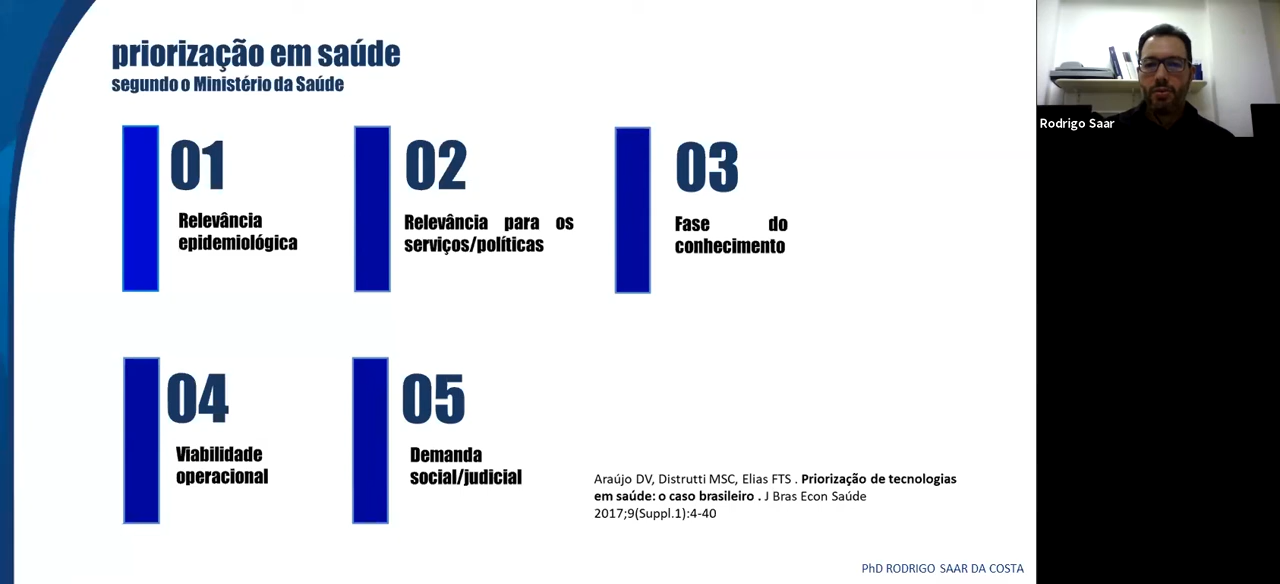 priorização em saúde
segundo o Ministério da Saúde
01
Relevância
epidemiológica
02
Relevância para os
serviços/políticas
03
Fase do
conhecimento
04
Viabilidade
operacional
05
Demanda
social/judicial
Araújo DV, Distrutti MSC, Elias FTS . Priorização de tecnologias
em saúde: o caso brasileiro . J Bras Econ Saúde
2017;9(Suppl.1):4-40
PhD RODRIGO SAAR DA COSTA
Rodrigo Saar